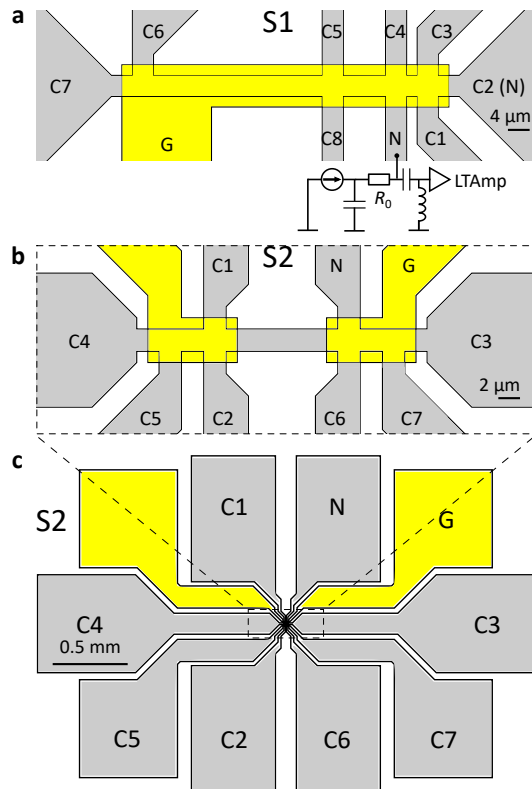 a
S1
C6
C5
C4
C3
C7
C2 (N)
4 µm
G
C8
N
C1
R0
LTAmp
b
S2
C1
N
G
C4
C3
2 µm
C5
C2
C6
C7
c
S2
C1
N
G
C4
C3
0.5 mm
C5
C2
C6
C7